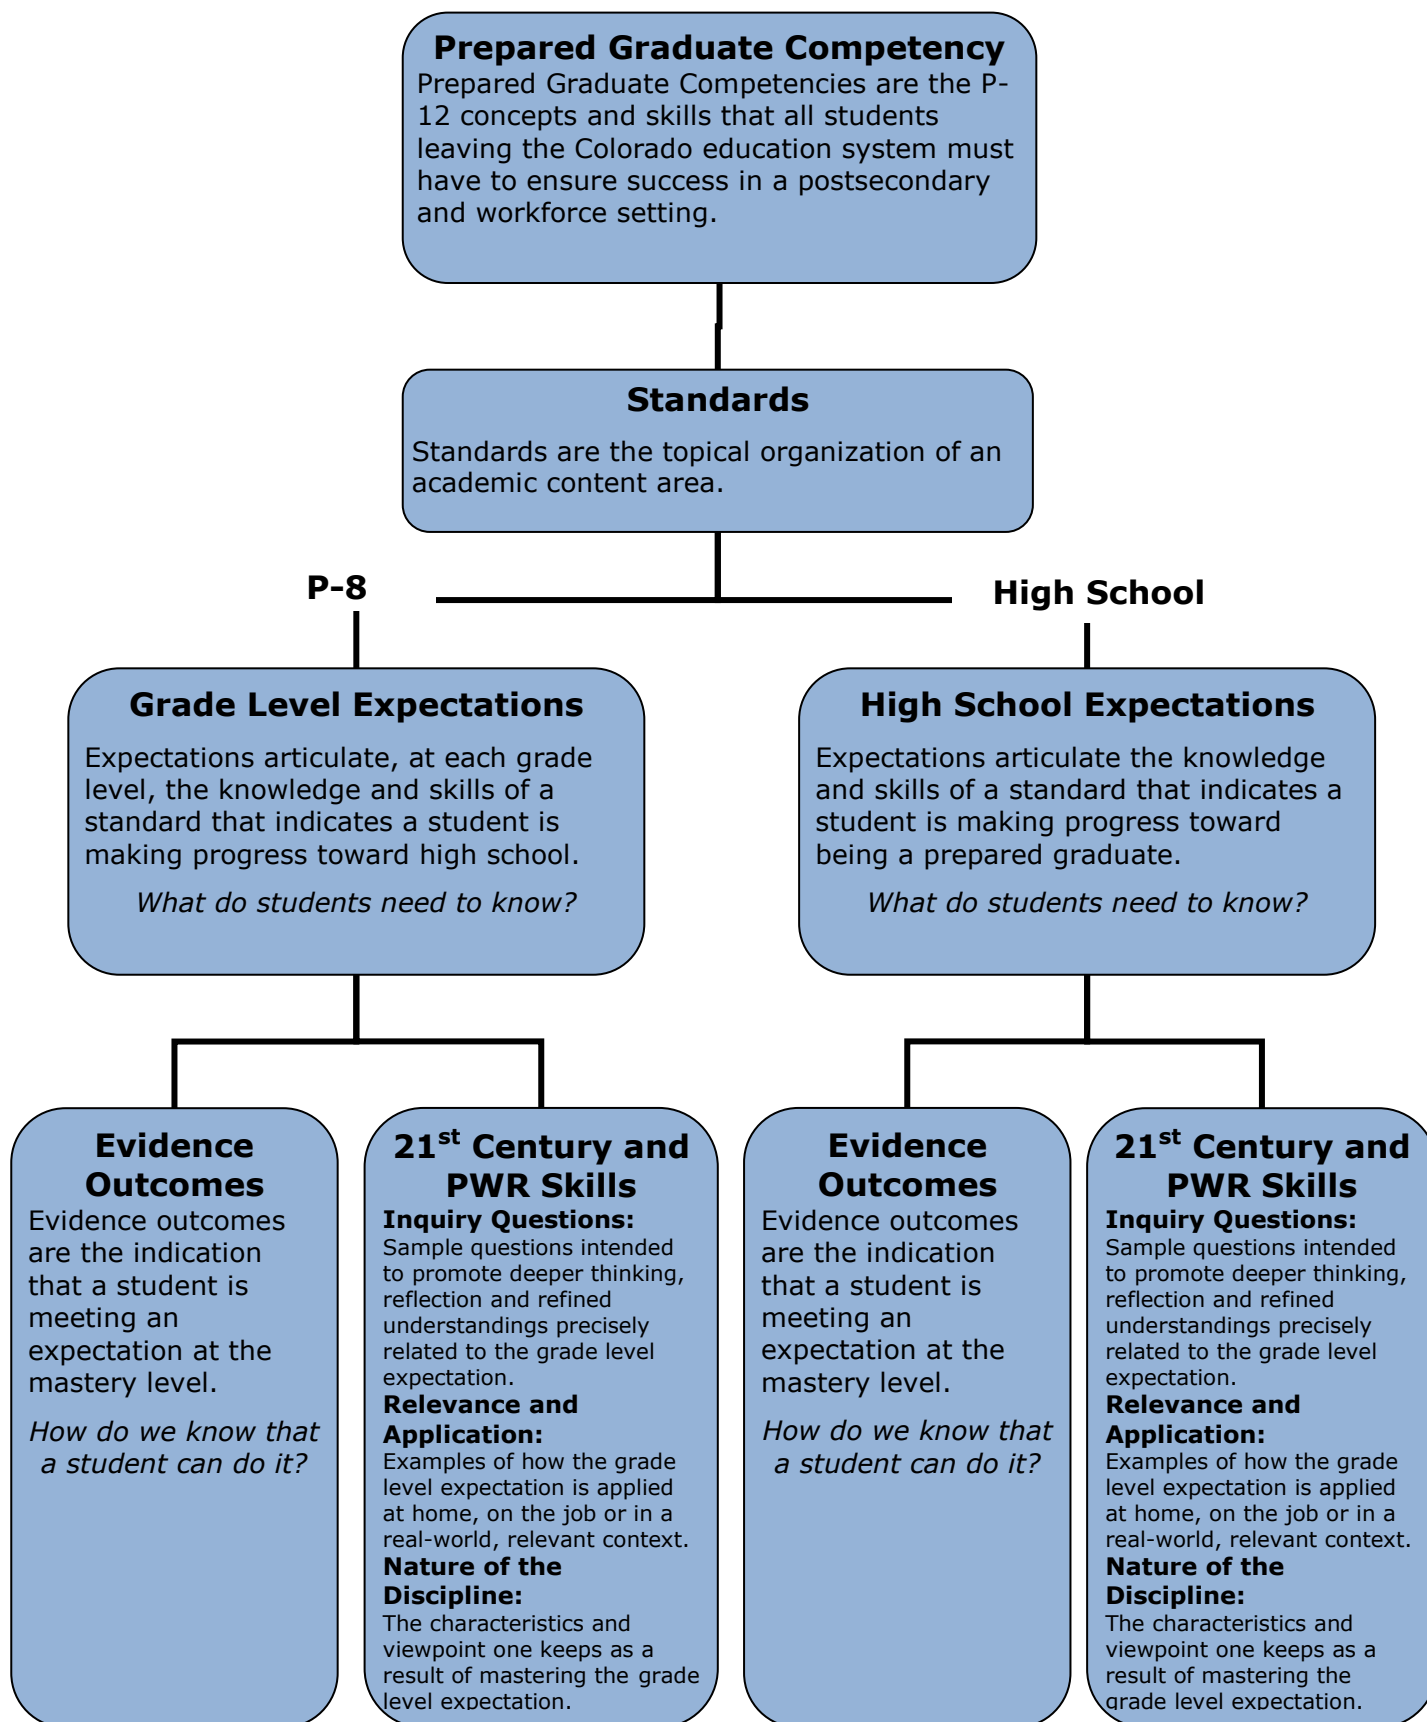 Prepared Graduate Competency
Prepared Graduate Competencies are the P-
12 concepts and skills that all students
leaving the Colorado education system must
have to ensure success in a postsecondary
and workforce setting.
Standards
Standards are the topical organization of an
academic content area.
P-8
High School
Grade Level Expectations
Expectations articulate, at each grade
level, the knowledge and skills of a
standard that indicates a student is
making progress toward high school.
What do students need to know?
High School Expectations
Expectations articulate the knowledge
and skills of a standard that indicates a
student is making progress toward
being a prepared graduate.
What do students need to know?
Evidence
Outcomes
Evidence outcomes
are the indication
that a student is
meeting an
expectation at the
mastery level.
How do we know that
a student can do it?
21st Century and
PWR Skills
Inquiry Questions:
Sample questions intended
to promote deeper thinking,
reflection and refined
understandings precisely
related to the grade level
expectation.
Relevance and
Application:
Examples of how the grade
level expectation is applied
at home, on the job or in a
real-world, relevant context.
Nature of the
Discipline:
The characteristics and
viewpoint one keeps as a
result of mastering the grade
level expectation.
Evidence
Outcomes
Evidence outcomes
are the indication
that a student is
meeting an
expectation at the
mastery level.
How do we know that
a student can do it?
21st Century and
PWR Skills
Inquiry Questions:
Sample questions intended
to promote deeper thinking,
reflection and refined
understandings precisely
related to the grade level
expectation.
Relevance and
Application:
Examples of how the grade
level expectation is applied
at home, on the job or in a
real-world, relevant context.
Nature of the
Discipline:
The characteristics and
viewpoint one keeps as a
result of mastering the
grade level expectation.